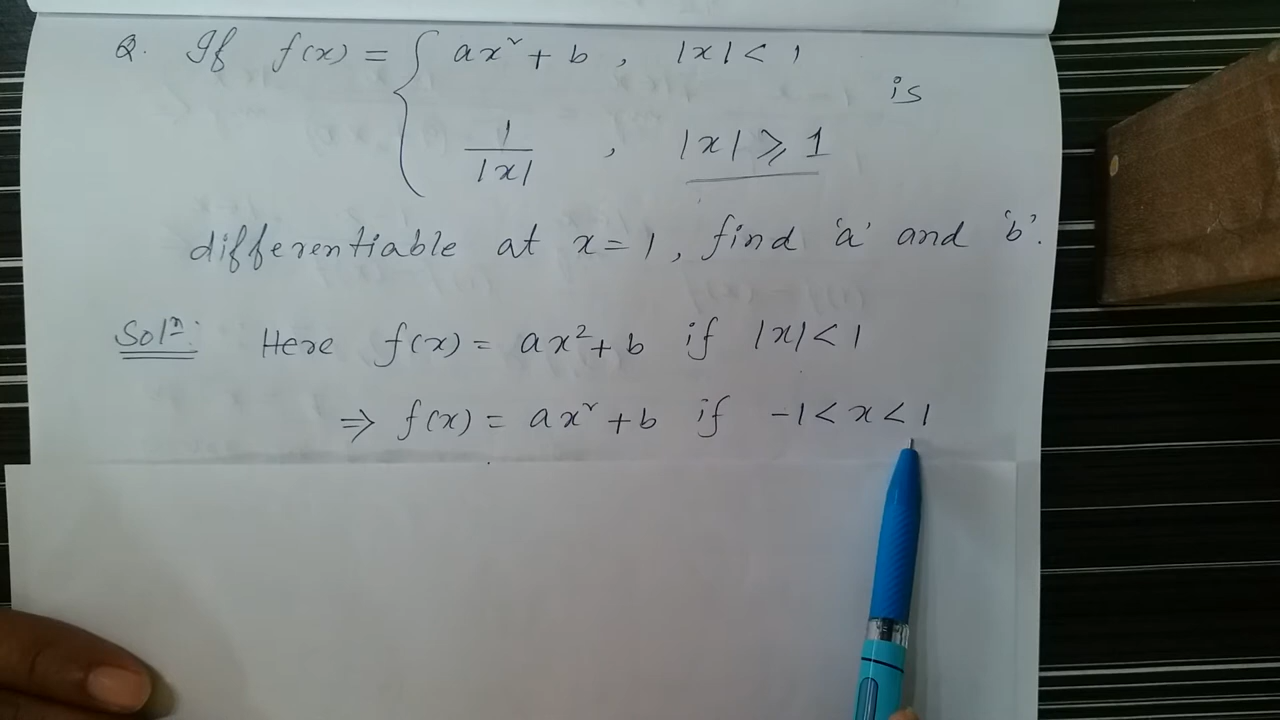 Q. If f(x) = { ax² + b , |x| < 1
is
1/|x| , |x| ⩾ 1
differentiable at x=1, find 'a' and 'b'.
Solⁿ: Here f(x) = ax² + b if |x| < 1
⇒ f(x) = ax² + b if -1 < x < 1